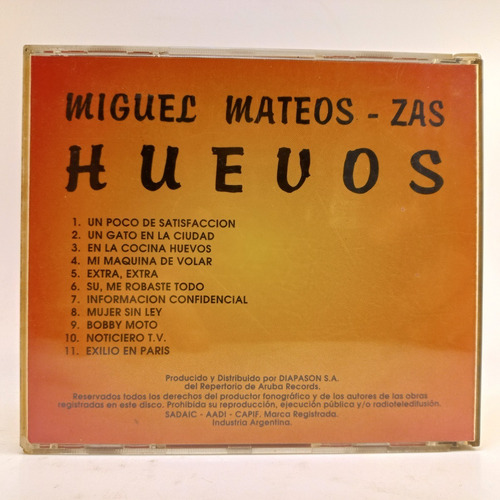 MIGUEL MATEOS - ZAS
HUEVOS
1. UN POCO DE SATISFACCION
2. UN GATO EN LA CIUDAD
3. EN LA COCINA HUEVOS
4. MI MAQUINA DE VOLAR
5. EXTRA, EXTRA
6. SU, ME ROBASTE TODO
7. INFORMACION CONFIDENCIAL
8. MUJER SIN LEY
9. BOBBY MOTO
10. NOTICIERO T.V.
11. EXILIO EN PARIS
Producido y Distribuido por DIAPASON S.A.
del Reperforio de Aruba Records.
Reservados todos los derechos del productor fonográfico y de los autores de las obras
registradas en este disco. Prohibida su reproducción, ejecución pública y/o radioteledifusión.
SADAIC - AADI - CAPIF. Marca Registrada.
Industria Argentina.